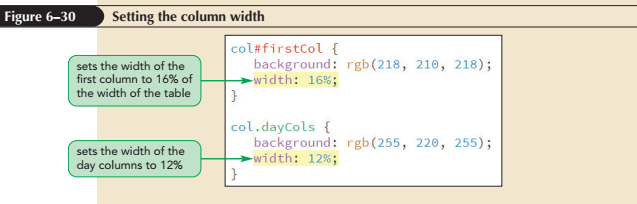 Figure 6–30 Setting the column width
sets the width of the
first column to 16% of
the width of the table
col#firstCol {
background: rgb(218, 210, 218);
width: 16%;
}
sets the width of the
day columns to 12%
col.dayCols {
background: rgb(255, 220, 255);
width: 12%;
}